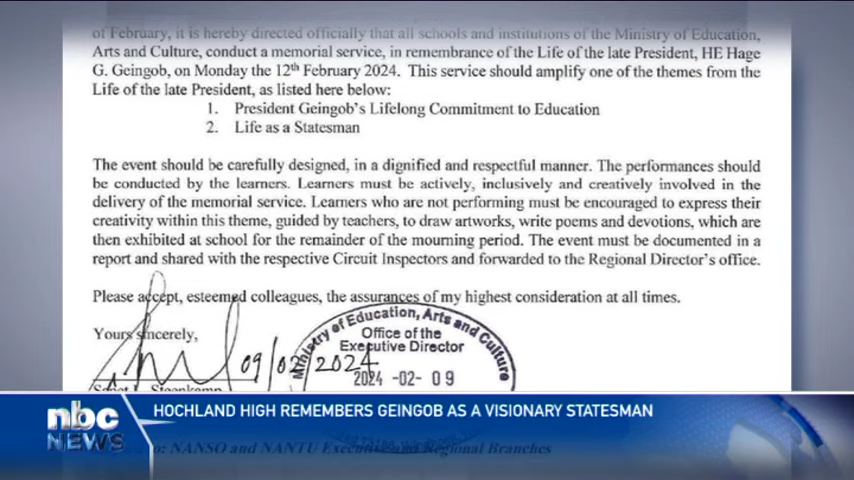 of February, it is hereby directed officially that all schools and institutions of the Ministry of Education,
Arts and Culture, conduct a memorial service, in remembrance of the Life of the late President, HE Hage
G. Geingob, on Monday the 12th February 2024. This service should amplify one of the themes from the
Life of the late President, as listed here below:
1. President Geingob's Lifelong Commitment to Education
2. Life as a Statesman
The event should be carefully designed, in a dignified and respectful manner. The performances should
be conducted by the learners. Learners must be actively, inclusively and creatively involved in the
delivery of the memorial service. Learners who are not performing must be encouraged to express their
creativity within this theme, guided by teachers, to draw artworks, write poems and devotions, which are
then exhibited at school for the remainder of the mourning period. The event must be documented in a
report and shared with the respective Circuit Inspectors and forwarded to the Regional Director's office.
Please accept, esteemed colleagues, the assurances of my highest consideration at all times.
Yours sincerely,
09/02/2024
Ministry of Education, Arts and Culture
Office of the
Executive Director
2024 -02- 09
Steenkamp
nbc
NEWS
HOCHLAND HIGH REMEMBERS GEINGOB AS A VISIONARY STATESMAN
NANSO and NANTU Regional Branches